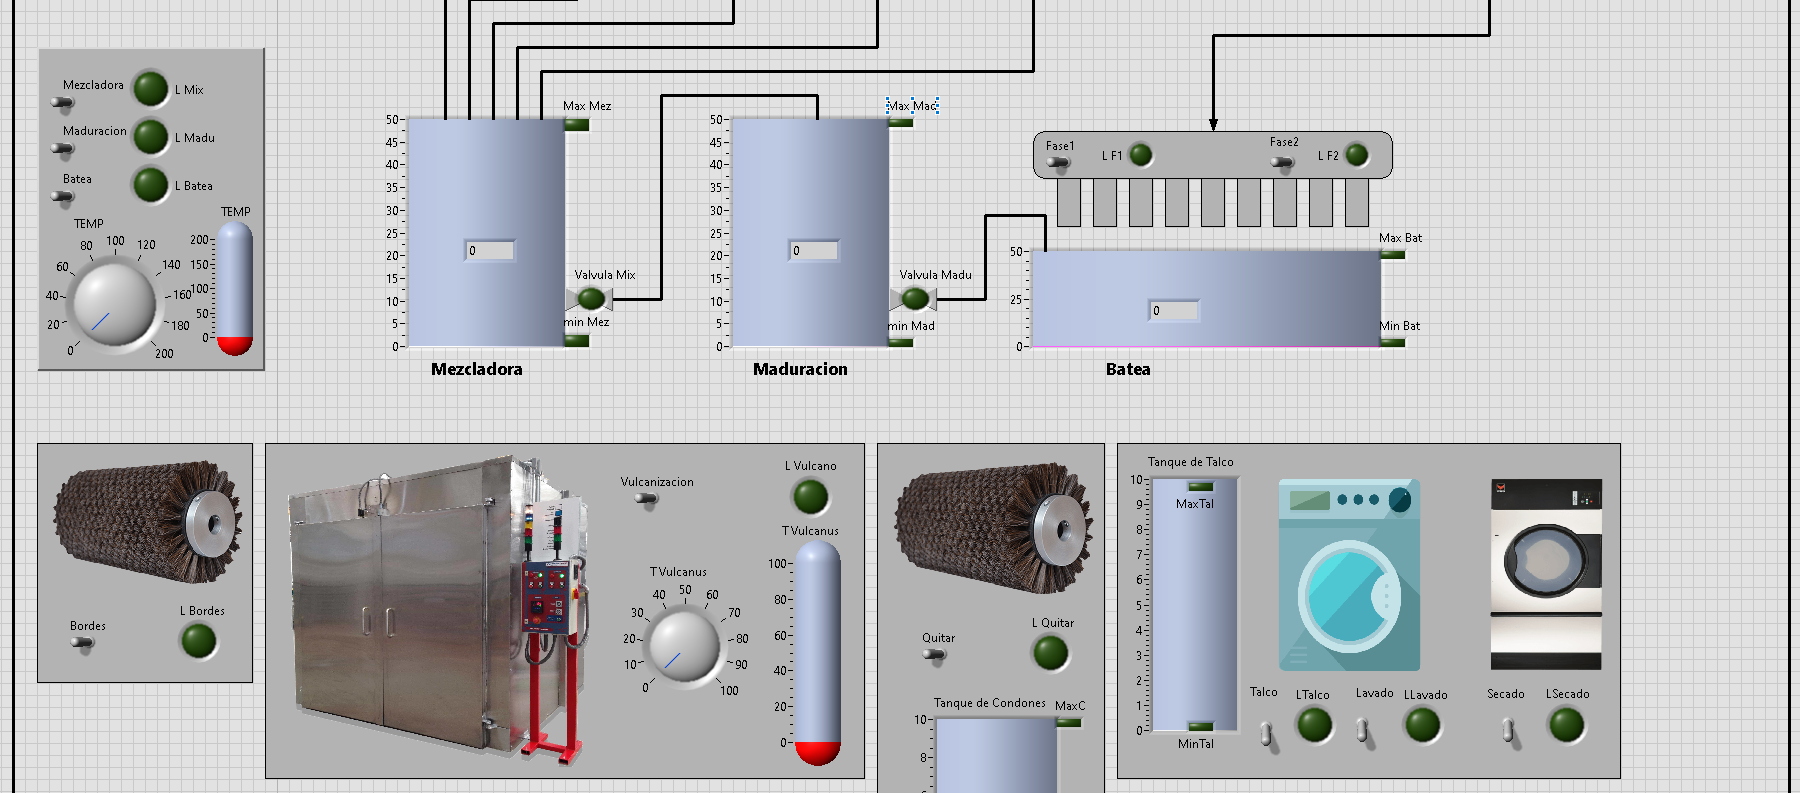 Mezcladora
L Mix
Maduracion
L Madu
Batea
L Batea
TEMP
0
20
40
60
80
100
120
140
160
180
200
TEMP
200
150
100
50
0
Max Mez
50
45
40
35
30
25
20
15
10
5
0
0
Valvula Mix
min Mez
Mezcladora
Max Mad
50
45
40
35
30
25
20
15
10
5
0
0
Valvula Madu
min Mad
Maduracion
Fase1
L F1
Fase2
L F2
Max Bat
50
25
0
0
Min Bat
Batea
L Bordes
Bordes
Vulcanizacion
L Vulcano
TVulcanus
0
10
20
30
40
50
60
70
80
90
100
TVulcanus
100
80
60
40
20
0
Quitar
L Quitar
Tanque de Condones
MaxC
10
8
Tanque de Talco
10
9
8
7
6
5
4
3
2
1
0
MaxTal
MinTal
Talco
LTalco
Lavado
LLavado
Secado
LSecado